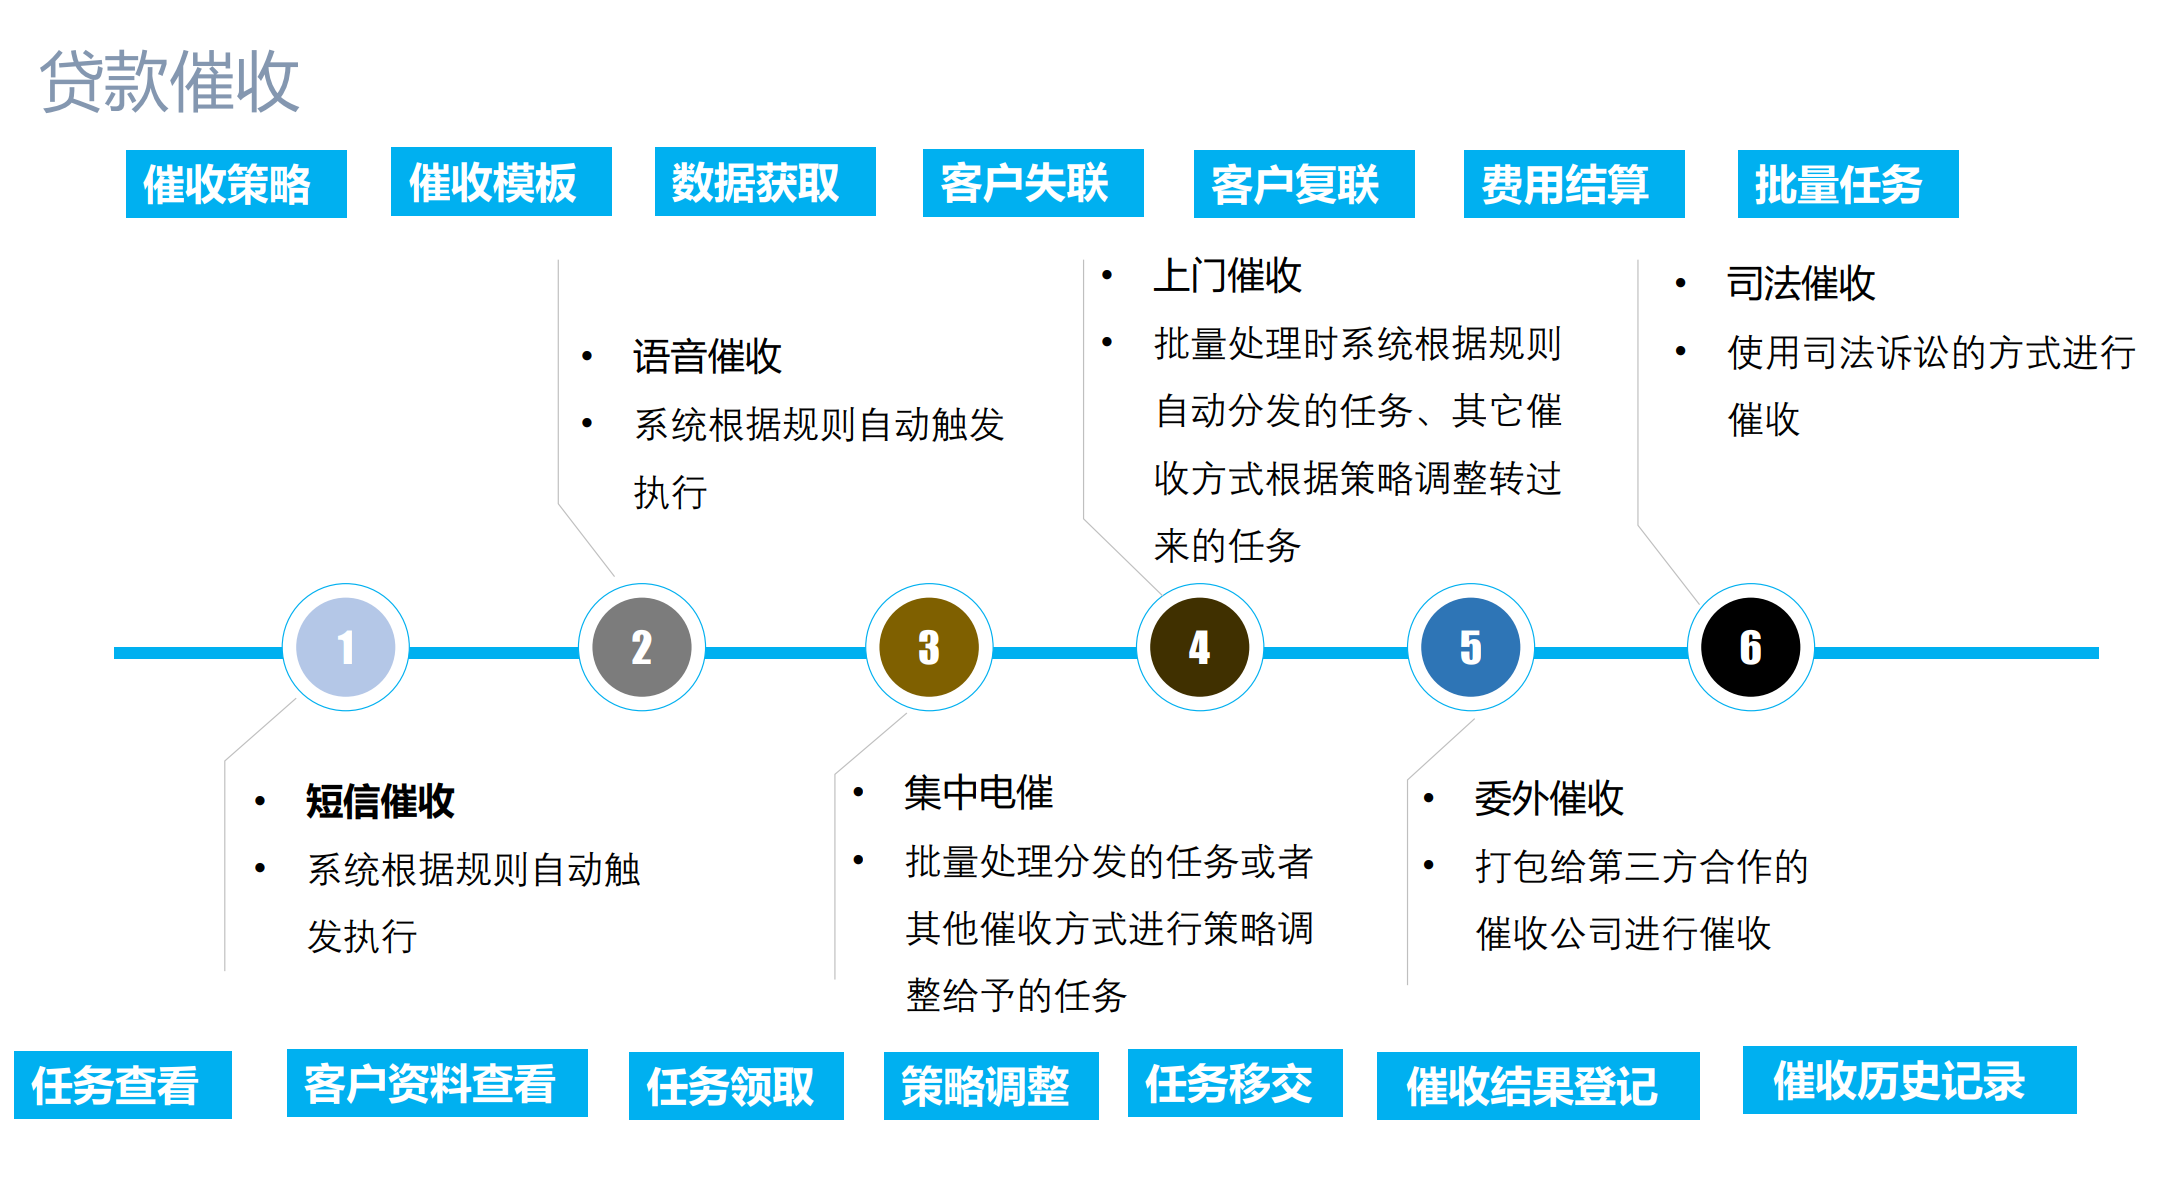 贷款催收
催收策略
催收模板
数据获取
客户失联
客户复联
费用结算
批量任务
• 语音催收
• 系统根据规则自动触发
执行
• 上门催收
• 批量处理时系统根据规则
自动分发的任务、其它催
收方式根据策略调整转过
来的任务
• 司法催收
• 使用司法诉讼的方式进行
催收
1
2
3
4
5
6
• 短信催收
• 系统根据规则自动触
发执行
• 集中电催
• 批量处理分发的任务或者
其他催收方式进行策略调
整给予的任务
• 委外催收
• 打包给第三方合作的
催收公司进行催收
任务查看
客户资料查看
任务领取
策略调整
任务移交
催收结果登记
催收历史记录